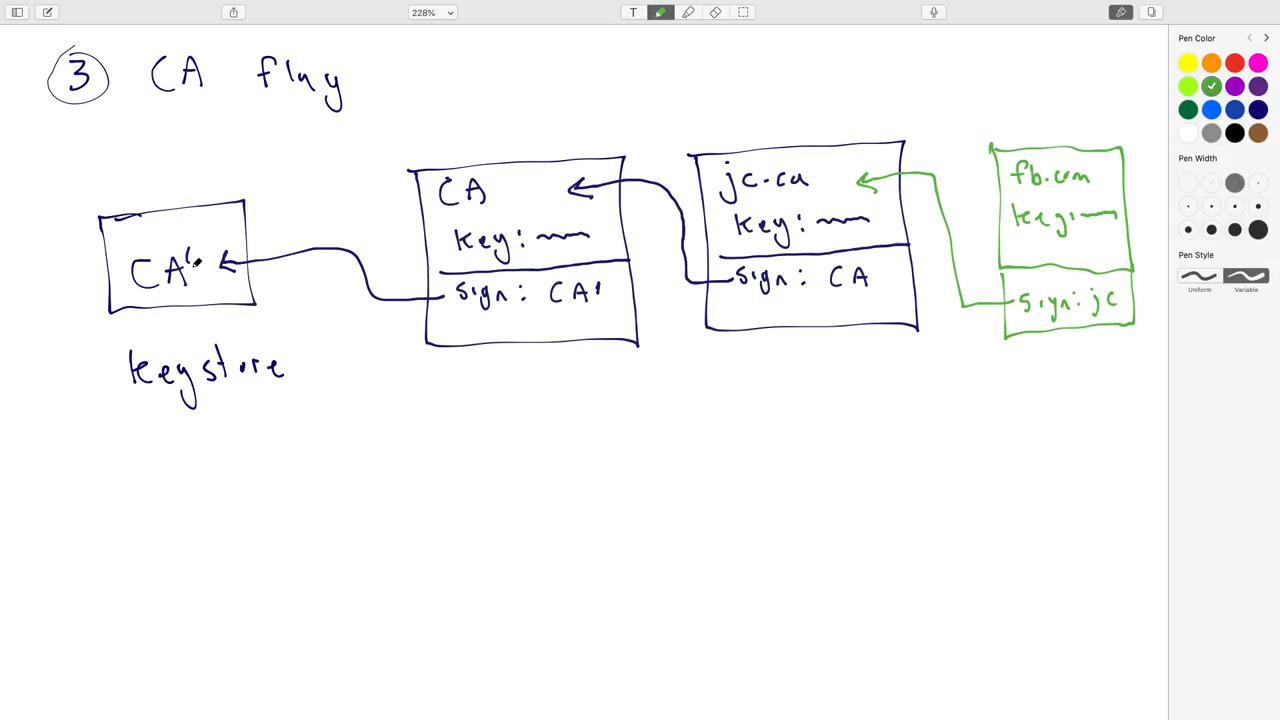 228%
T
3 CA flag
CA'
keystore
CA
key:
sign: CA'
jc.ca
key:
sign: CA
fb.com
key:
sign: jc
Pen Color
Pen Width
Pen Style
Uniform
Variable